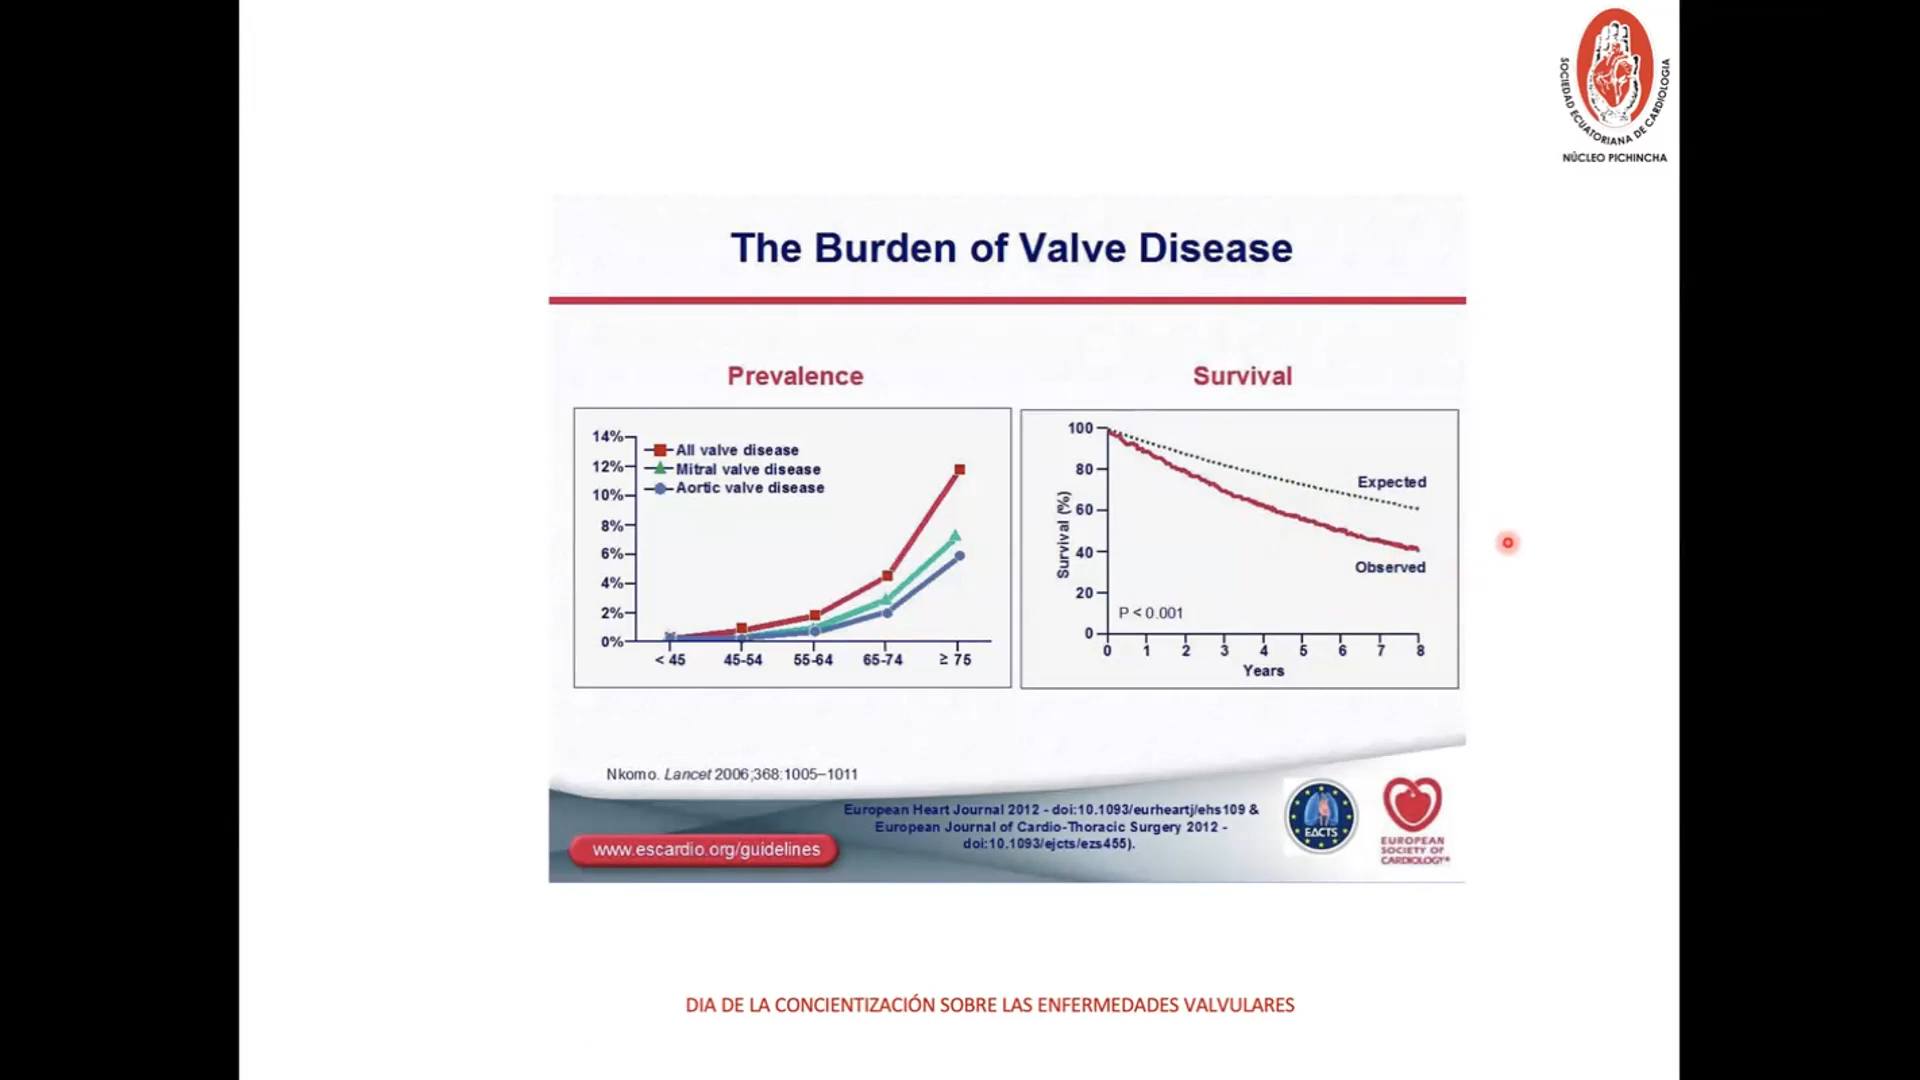 SOCIEDAD ECUATORIANA DE CARDIOLOGIA
NÚCLEO PICHINCHA
The Burden of Valve Disease
Prevalence
14%
12%
10%
8%
6%
4%
2%
0%
All valve disease
Mitral valve disease
Aortic valve disease
< 45
45-54
55-64
65-74
≥ 75
Survival
Survival (%)
100
80
60
40
20
0
Expected
Observed
P < 0.001
0 1 2 3 4 5 6 7 8
Years
Nkomo. Lancet 2006;368:1005–1011
www.escardio.org/guidelines
European Heart Journal 2012 - doi:10.1093/eurheartj/ehs109 &
European Journal of Cardio-Thoracic Surgery 2012 -
doi:10.1093/ejcts/ezs455).
EACTS
EUROPEAN
SOCIETY OF
CARDIOLOGY®
DIA DE LA CONCIENTIZACIÓN SOBRE LAS ENFERMEDADES VALVULARES